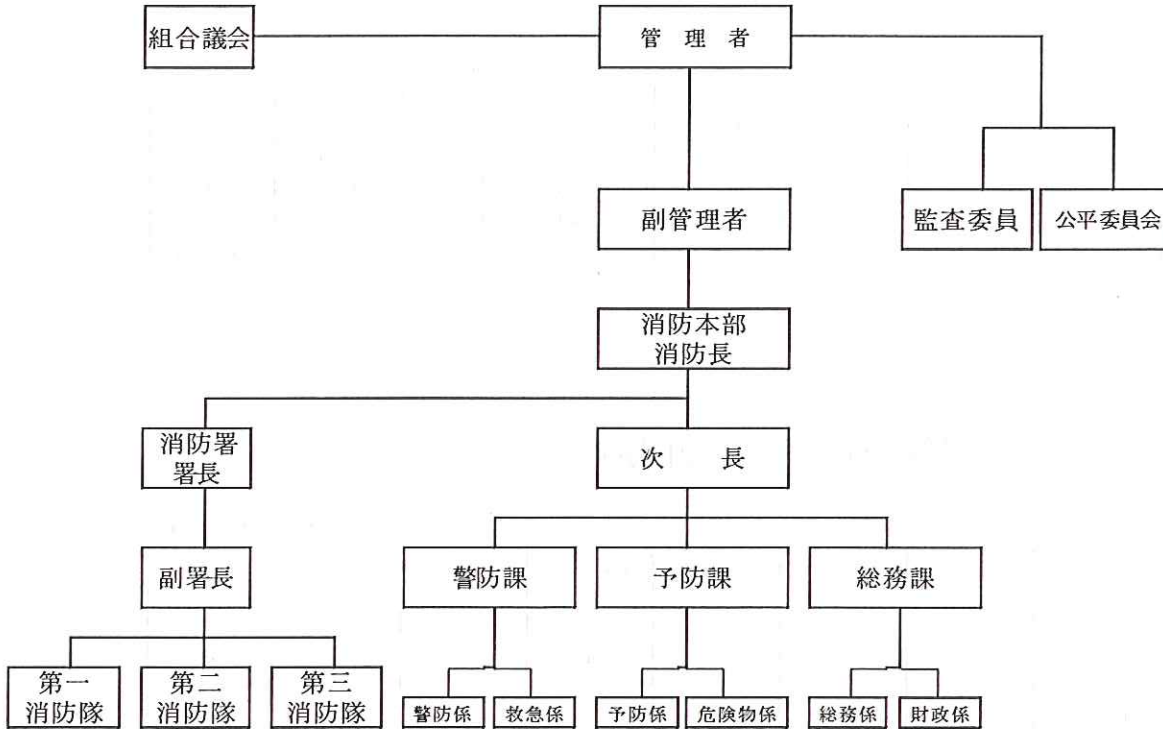 組合議会
管理者
副管理者
監査委員
公平委員会
消防本部
消防長
消防署
署長
次長
副署長
警防課
予防課
総務課
第一
消防隊
第二
消防隊
第三
消防隊
警防係
救急係
予防係
危険物係
総務係
財政係